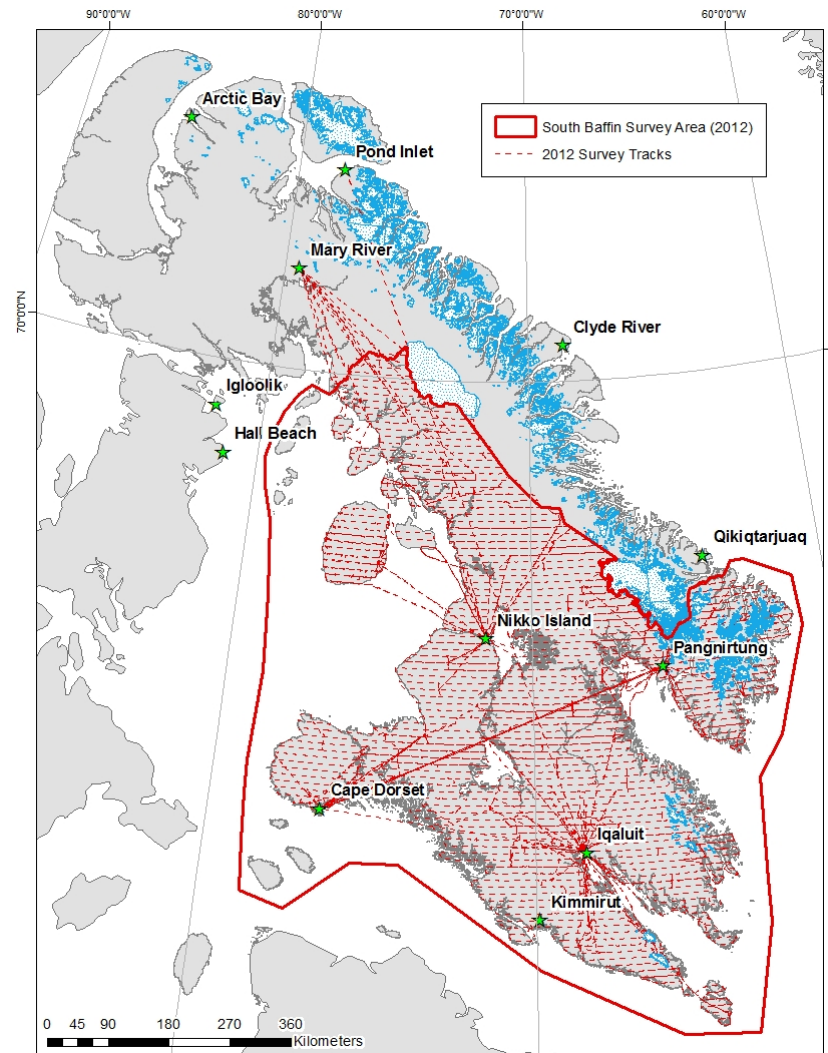 90°0'0"W
80°0'0"W
70°0'0"W
60°0'0"W
Arctic Bay
South Baffin Survey Area (2012)
2012 Survey Tracks
Pond Inlet
Mary River
70°0'0"N
Clyde River
Igloolik
Hall Beach
Qikiqtarjuaq
Nikko Island
Pangnirtung
Cape Dorset
Iqaluit
Kimmirut
0 45 90 180 270 360
Kilometers